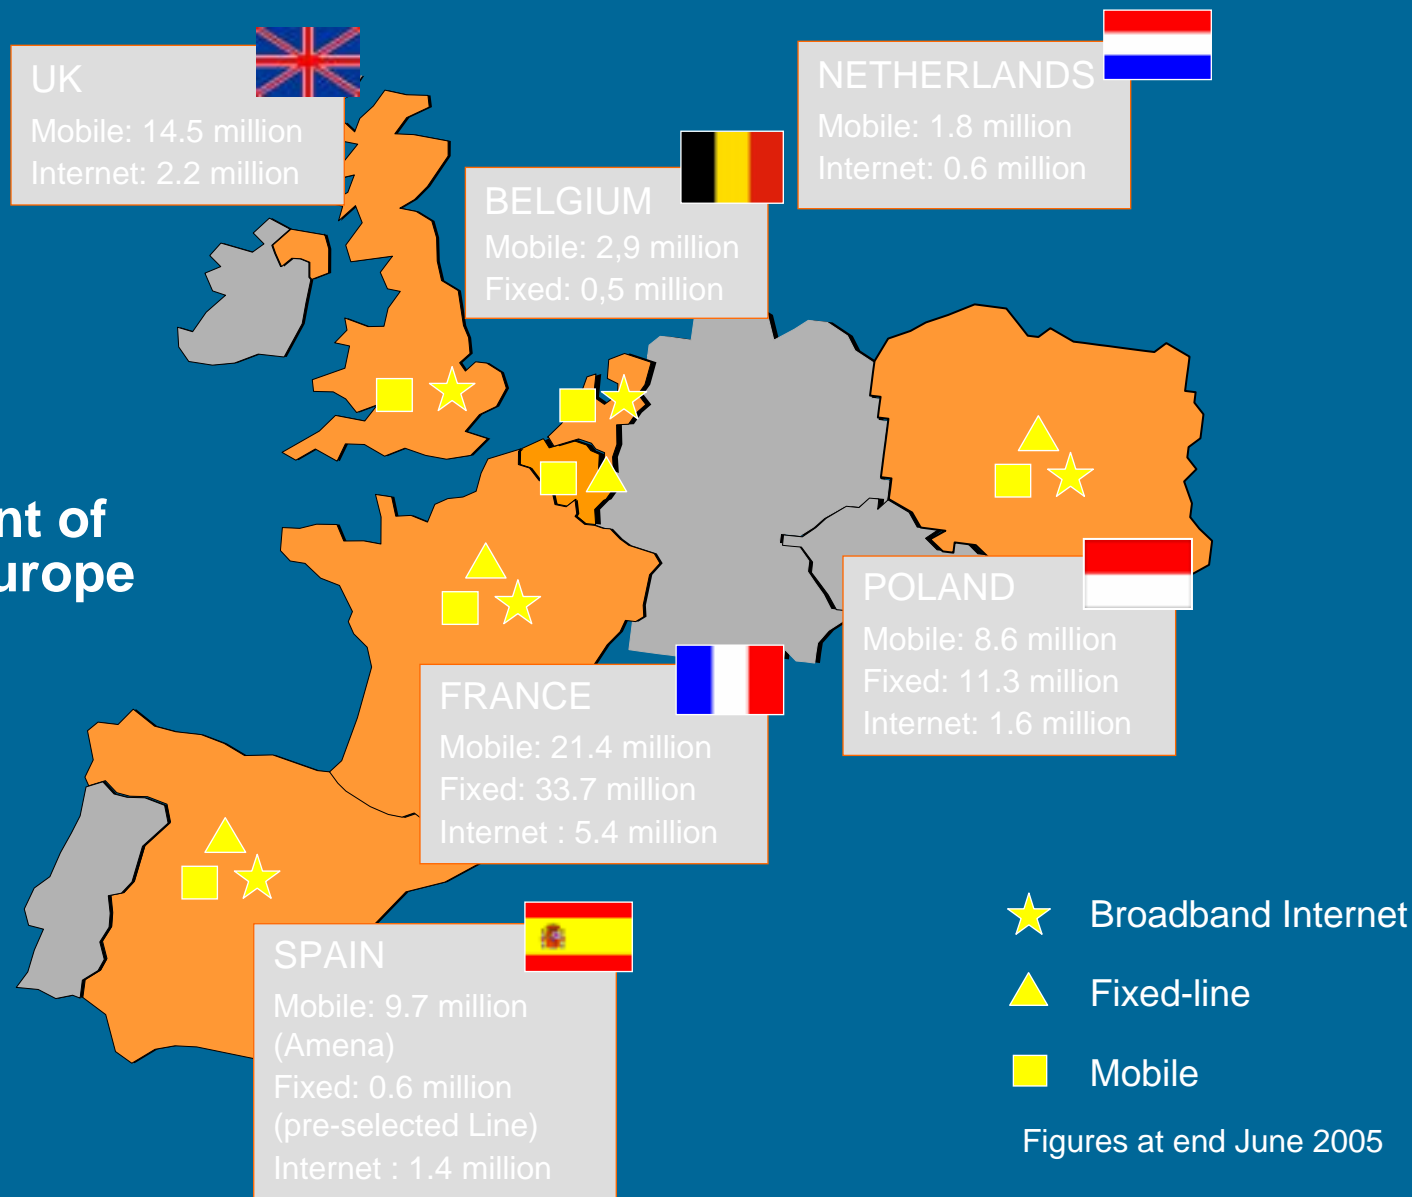 UK
Mobile: 14.5 million
Internet: 2.2 million
NETHERLANDS
Mobile: 1.8 million
Internet: 0.6 million
BELGIUM
Mobile: 2,9 million
Fixed: 0,5 million
nt of
urope
POLAND
Mobile: 8.6 million
Fixed: 11.3 million
Internet: 1.6 million
FRANCE
Mobile: 21.4 million
Fixed: 33.7 million
Internet : 5.4 million
SPAIN
Mobile: 9.7 million
(Amena)
Fixed: 0.6 million
(pre-selected Line)
Internet : 1.4 million
Broadband Internet
Fixed-line
Mobile
Figures at end June 2005